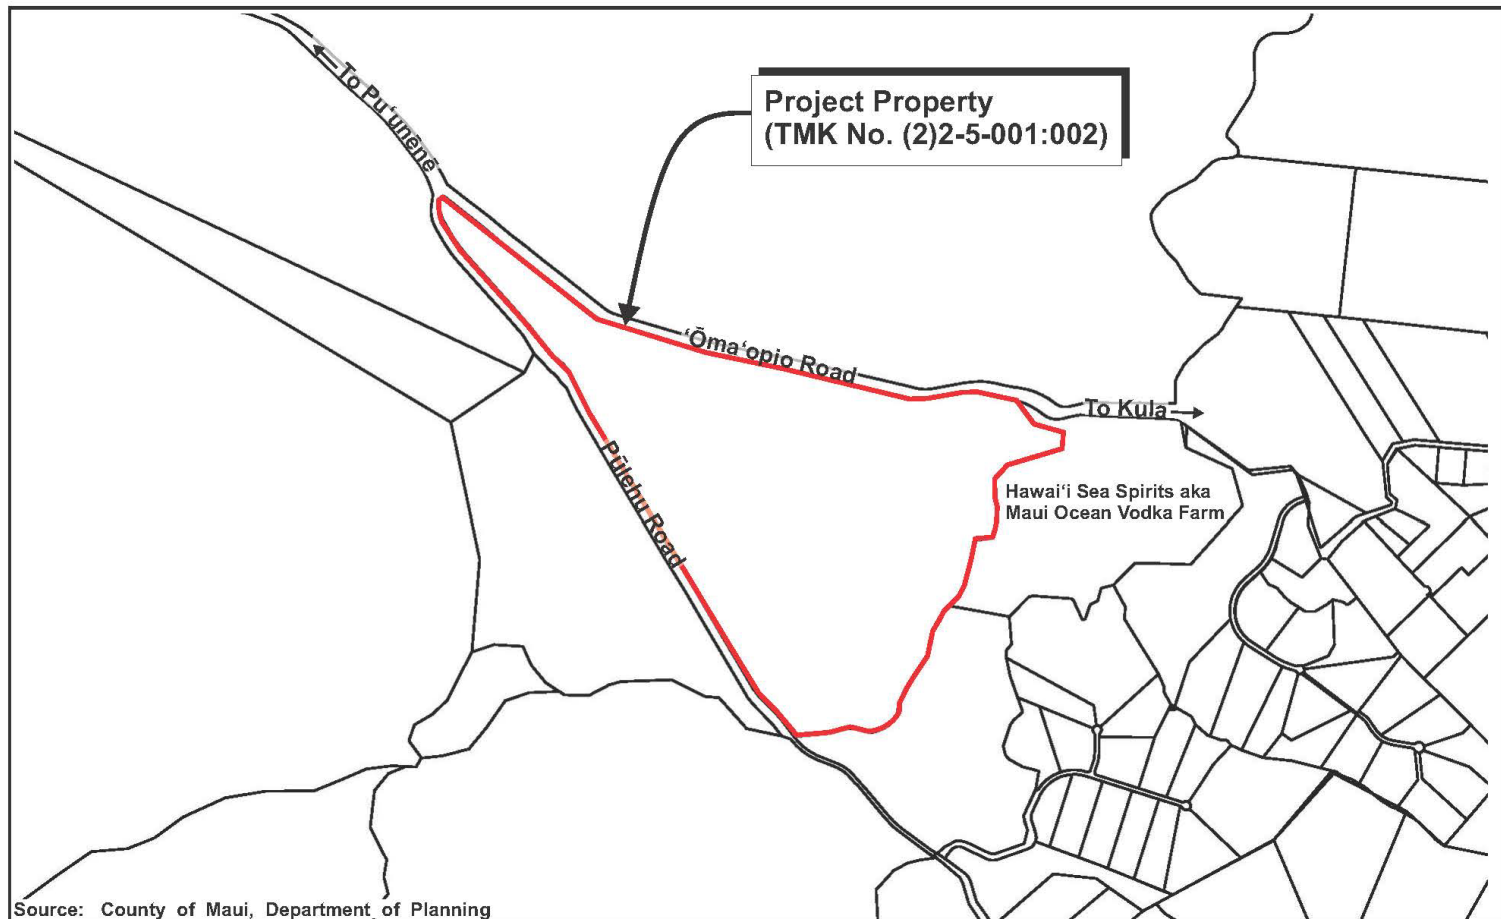 To Pu‘unēnē
Project Property
(TMK No. (2)2-5-001:002)
‘Ōma‘opio Road
To Kula
Pūlehu Road
Hawai‘i Sea Spirits aka
Maui Ocean Vodka Farm
Source: County of Maui, Department of Planning